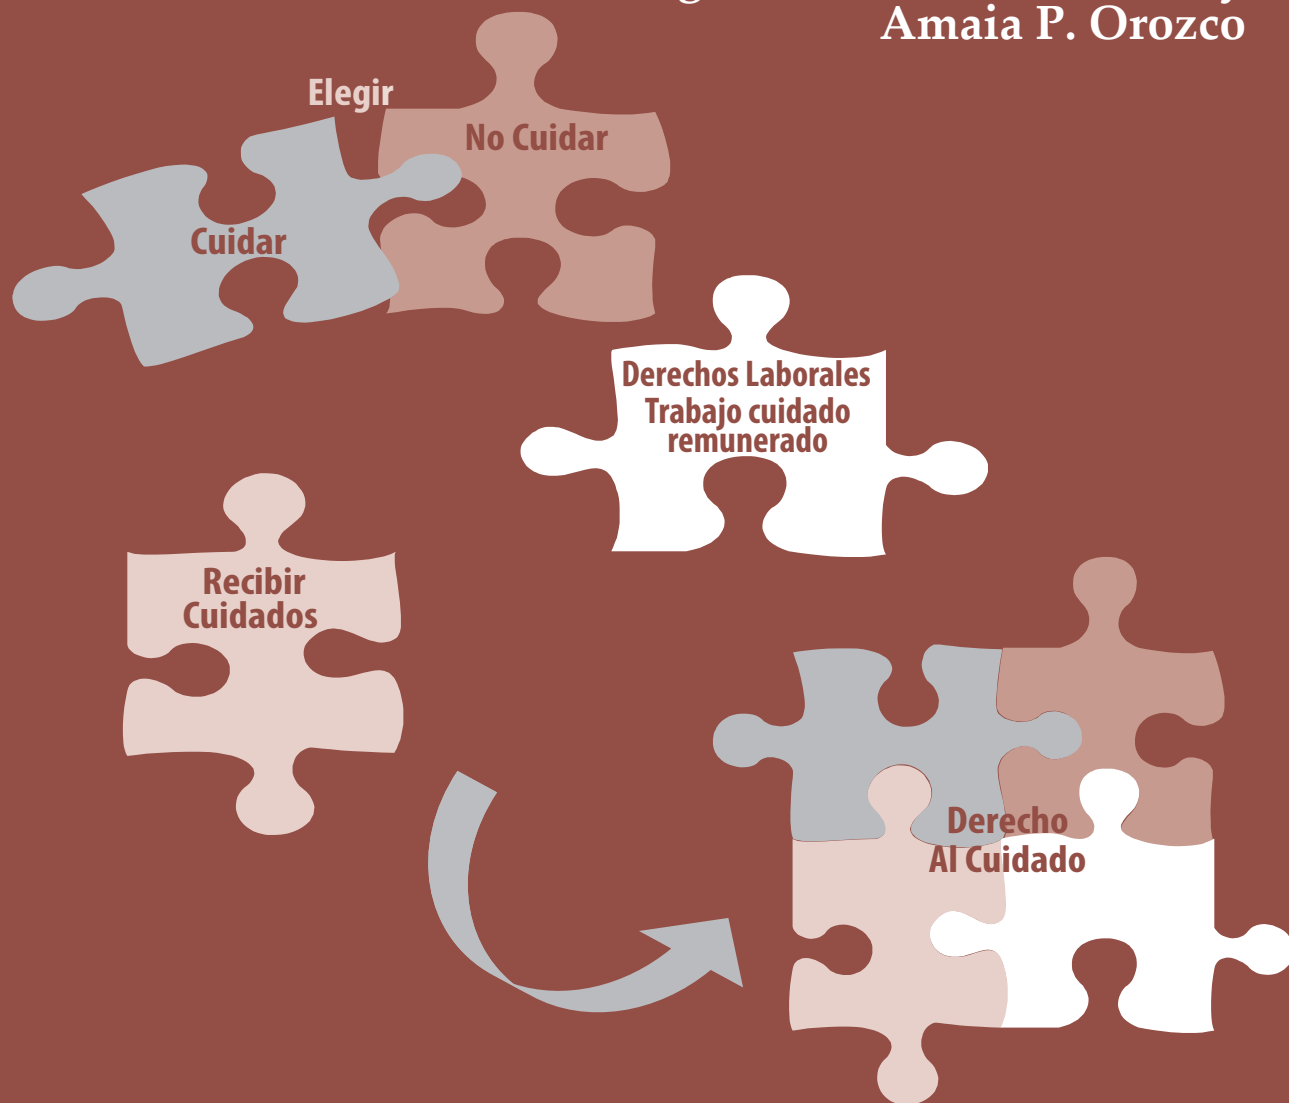 Amaia P. Orozco
Elegir
No Cuidar
Cuidar
Derechos Laborales
Trabajo cuidado
remunerado
Recibir
Cuidados
Derecho
Al Cuidado